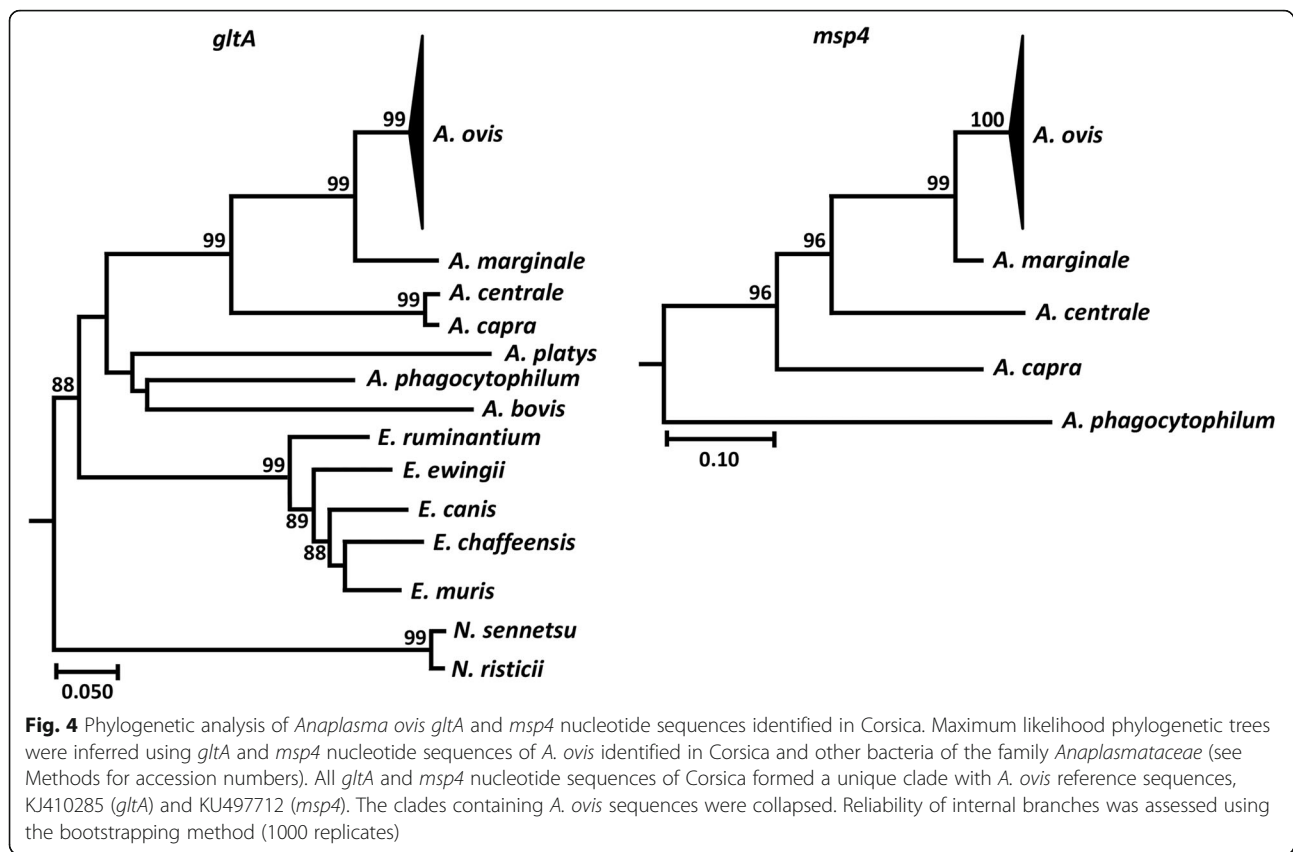 gltA
99
A. ovis
99
99
A. marginale
99
A. centrale
A. capra
A. platys
88
A. phagocytophilum
A. bovis
E. ruminantium
99
E. ewingii
89
E. canis
88
E. chaffeensis
E. muris
99
N. sennetsu
N. risticii
0.050
msp4
100
A. ovis
99
96
A. marginale
96
A. centrale
A. capra
A. phagocytophilum
0.10
Fig. 4 Phylogenetic analysis of Anaplasma ovis gltA and msp4 nucleotide sequences identified in Corsica. Maximum likelihood phylogenetic trees
were inferred using gltA and msp4 nucleotide sequences of A. ovis identified in Corsica and other bacteria of the family Anaplasmataceae (see
Methods for accession numbers). All gltA and msp4 nucleotide sequences of Corsica formed a unique clade with A. ovis reference sequences,
KJ410285 (gltA) and KU497712 (msp4). The clades containing A. ovis sequences were collapsed. Reliability of internal branches was assessed using
the bootstrapping method (1000 replicates)